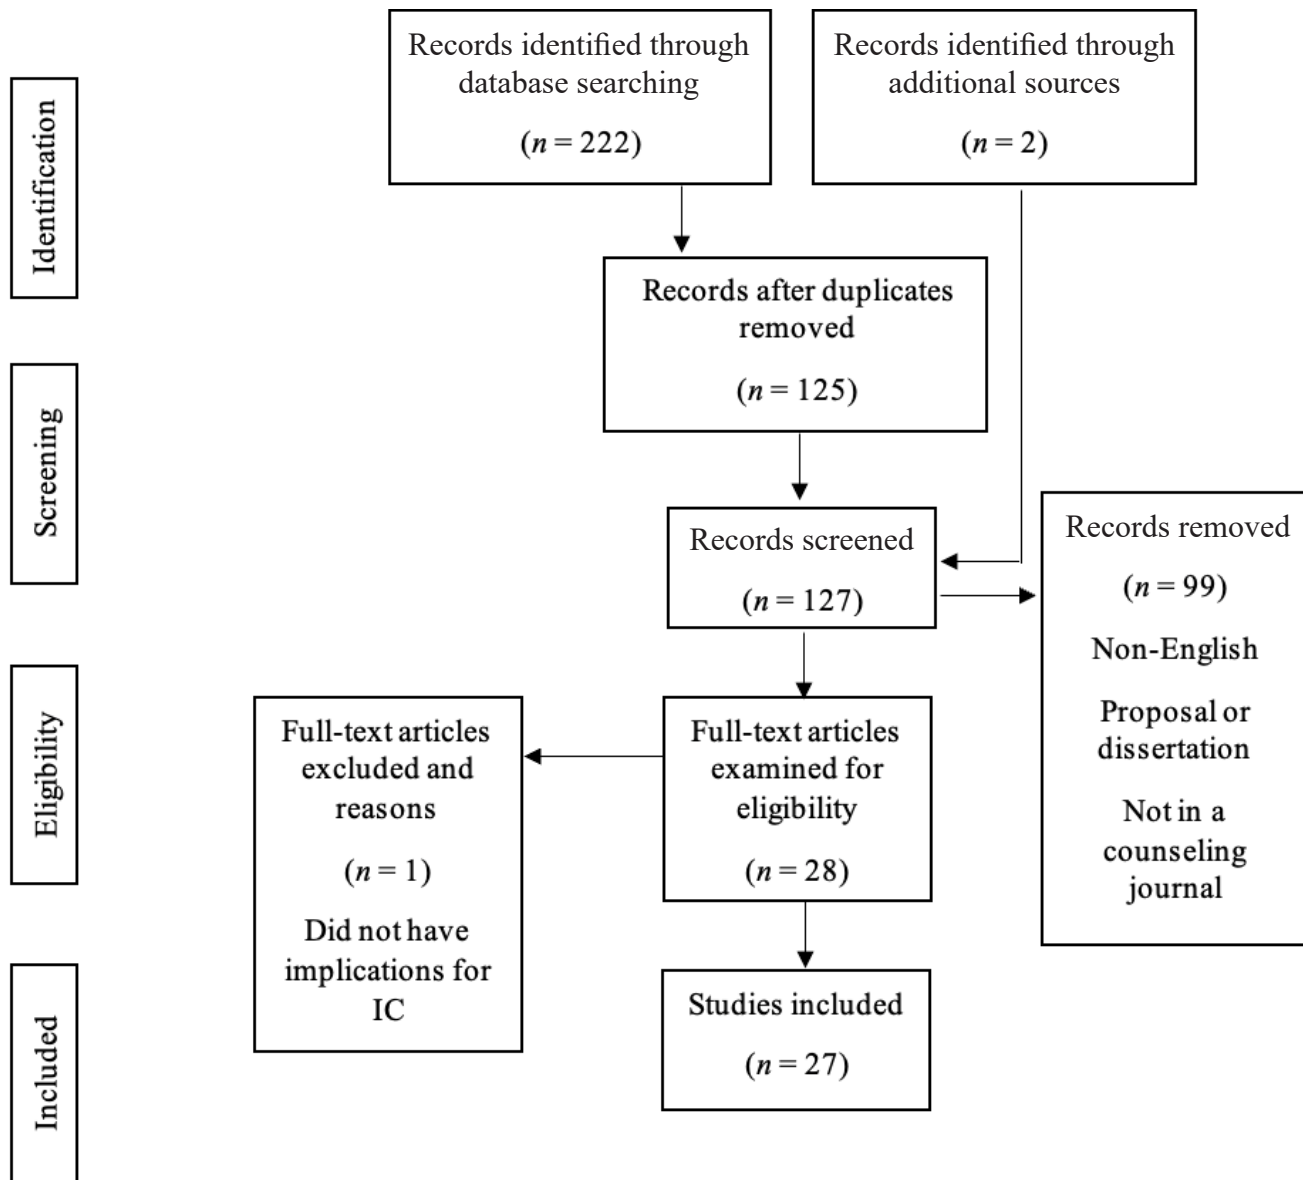 Identification
Screening
Eligibility
Included
Records identified through
database searching
(n = 222)
Records identified through
additional sources
(n = 2)
Records after duplicates
removed
(n = 125)
Records screened
(n = 127)
Records removed
(n = 99)
Non-English
Proposal or
dissertation
Not in a
counseling
journal
Full-text articles
excluded and
reasons
(n = 1)
Did not have
implications for
IC
Full-text articles
examined for
eligibility
(n = 28)
Studies included
(n = 27)